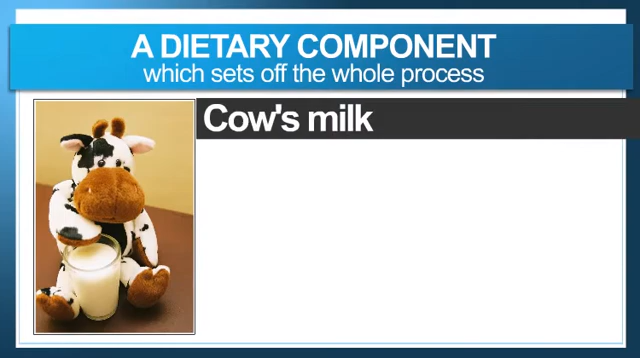 A DIETARY COMPONENT
which sets off the whole process
Cow's milk